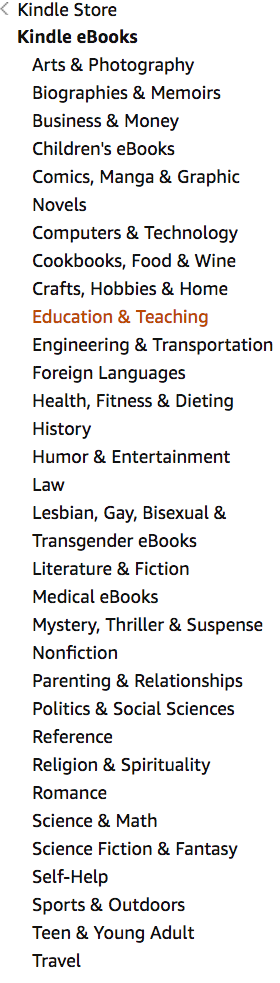 Kindle Store
Kindle eBooks
Arts & Photography
Biographies & Memoirs
Business & Money
Children's eBooks
Comics, Manga & Graphic
Novels
Computers & Technology
Cookbooks, Food & Wine
Crafts, Hobbies & Home
Education & Teaching
Engineering & Transportation
Foreign Languages
Health, Fitness & Dieting
History
Humor & Entertainment
Law
Lesbian, Gay, Bisexual &
Transgender eBooks
Literature & Fiction
Medical eBooks
Mystery, Thriller & Suspense
Nonfiction
Parenting & Relationships
Politics & Social Sciences
Reference
Religion & Spirituality
Romance
Science & Math
Science Fiction & Fantasy
Self-Help
Sports & Outdoors
Teen & Young Adult
Travel